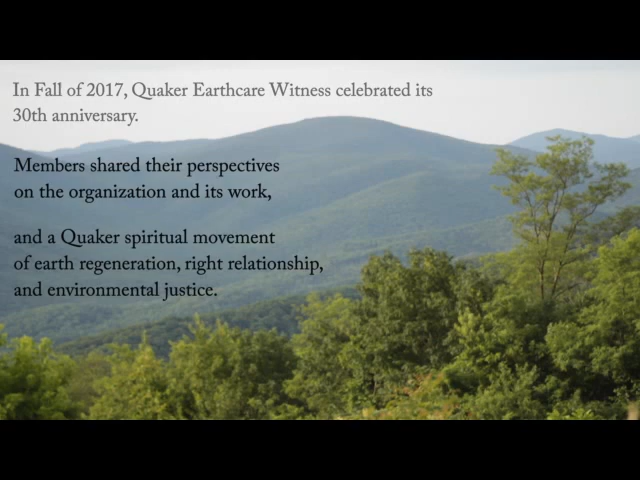 In Fall of 2017, Quaker Earthcare Witness celebrated its
30th anniversary.
Members shared their perspectives
on the organization and its work,
and a Quaker spiritual movement
of earth regeneration, right relationship,
and environmental justice.